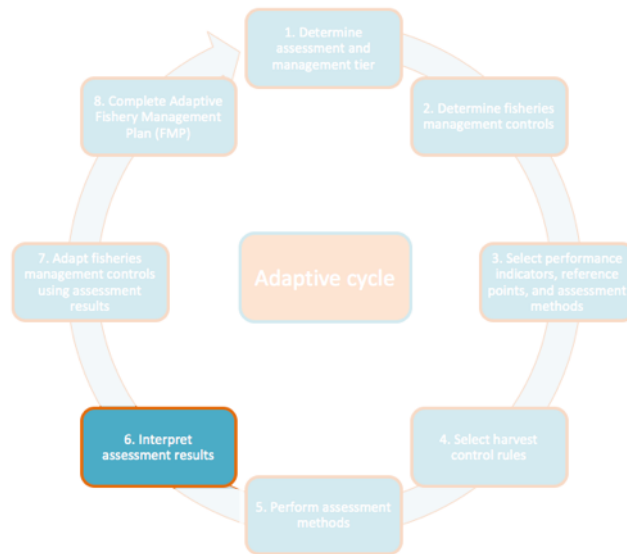 1. Determine
assessment and
management tier
2. Determine fisheries
management controls
3. Select performance
indicators, reference
points, and assessment
methods
4. Select harvest
control rules
5. Perform assessment
methods
6. Interpret
assessment results
7. Adapt fisheries
management controls
using assessment
results
8. Complete Adaptive
Fishery Management
Plan (FMP)
Adaptive cycle